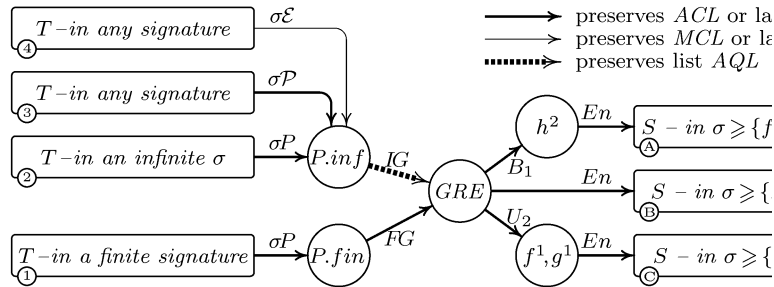 T–in any signature
4
σℰ
preserves ACL or la
preserves MCL or la
preserves list AQL
T–in any signature
3
σ𝒫
T–in an infinite σ
2
σP
P.inf
IG
h²
En
S – in σ ⩾ {f
A
B₁
GRE
En
S – in σ ⩾ {
B
T–in a finite signature
1
σP
P.fin
FG
U₂
f¹,g¹
En
S – in σ ⩾ {
C